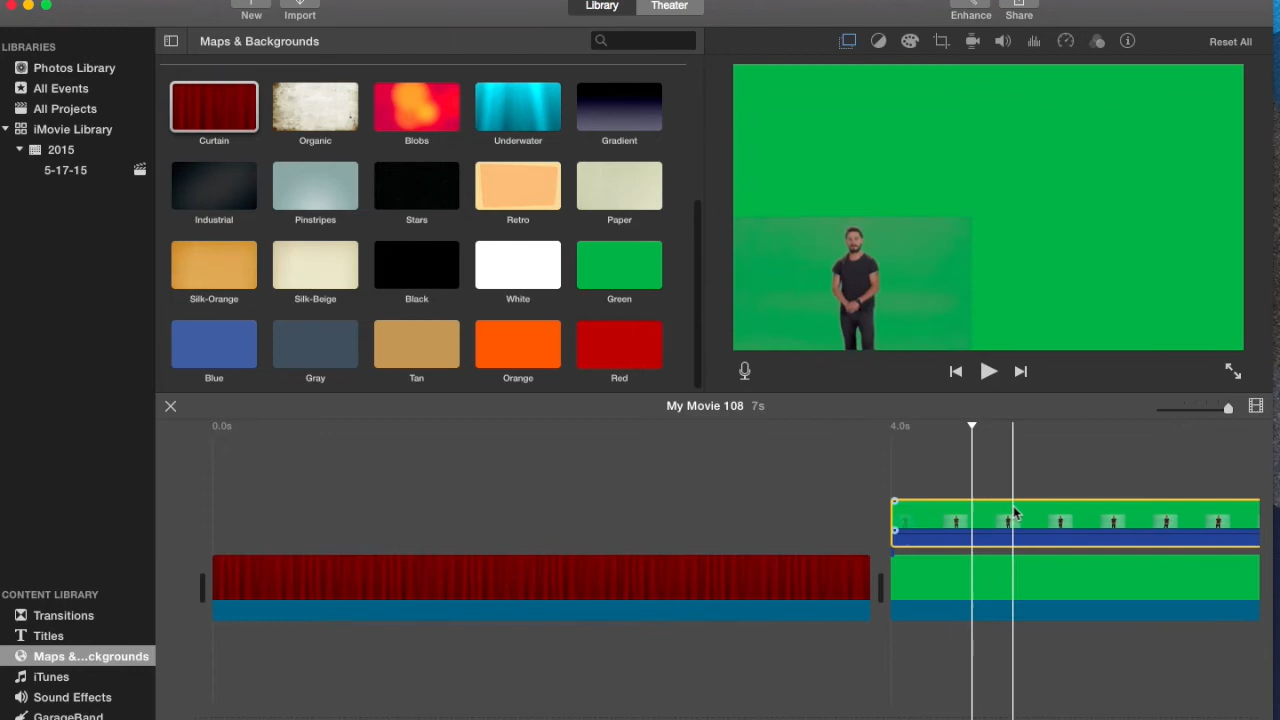 Library
Theater
New
Import
Enhance
Share
LIBRARIES
Photos Library
All Events
All Projects
iMovie Library
2015
5-17-15
Maps & Backgrounds
Reset All
Curtain
Organic
Blobs
Underwater
Gradient
Industrial
Pinstripes
Stars
Retro
Paper
Silk-Orange
Silk-Beige
Black
White
Green
Blue
Gray
Tan
Orange
Red
My Movie 108 7s
0.0s
4.0s
CONTENT LIBRARY
Transitions
T Titles
Maps &...ckgrounds
iTunes
Sound Effects
GarageBand